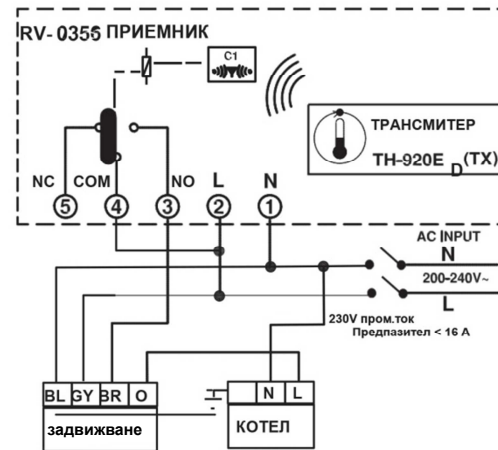 RV- 0355 ПРИЕМНИК
C1
ТРАНСМИТЕР
TH-920E D(TX)
NC COM NO L N
5 4 3 2 1
AC INPUT
N
200-240V~
L
230V пром.ток
Предпазител < 16 А
BL GY BR O
задвижване
N L
КОТЕЛ